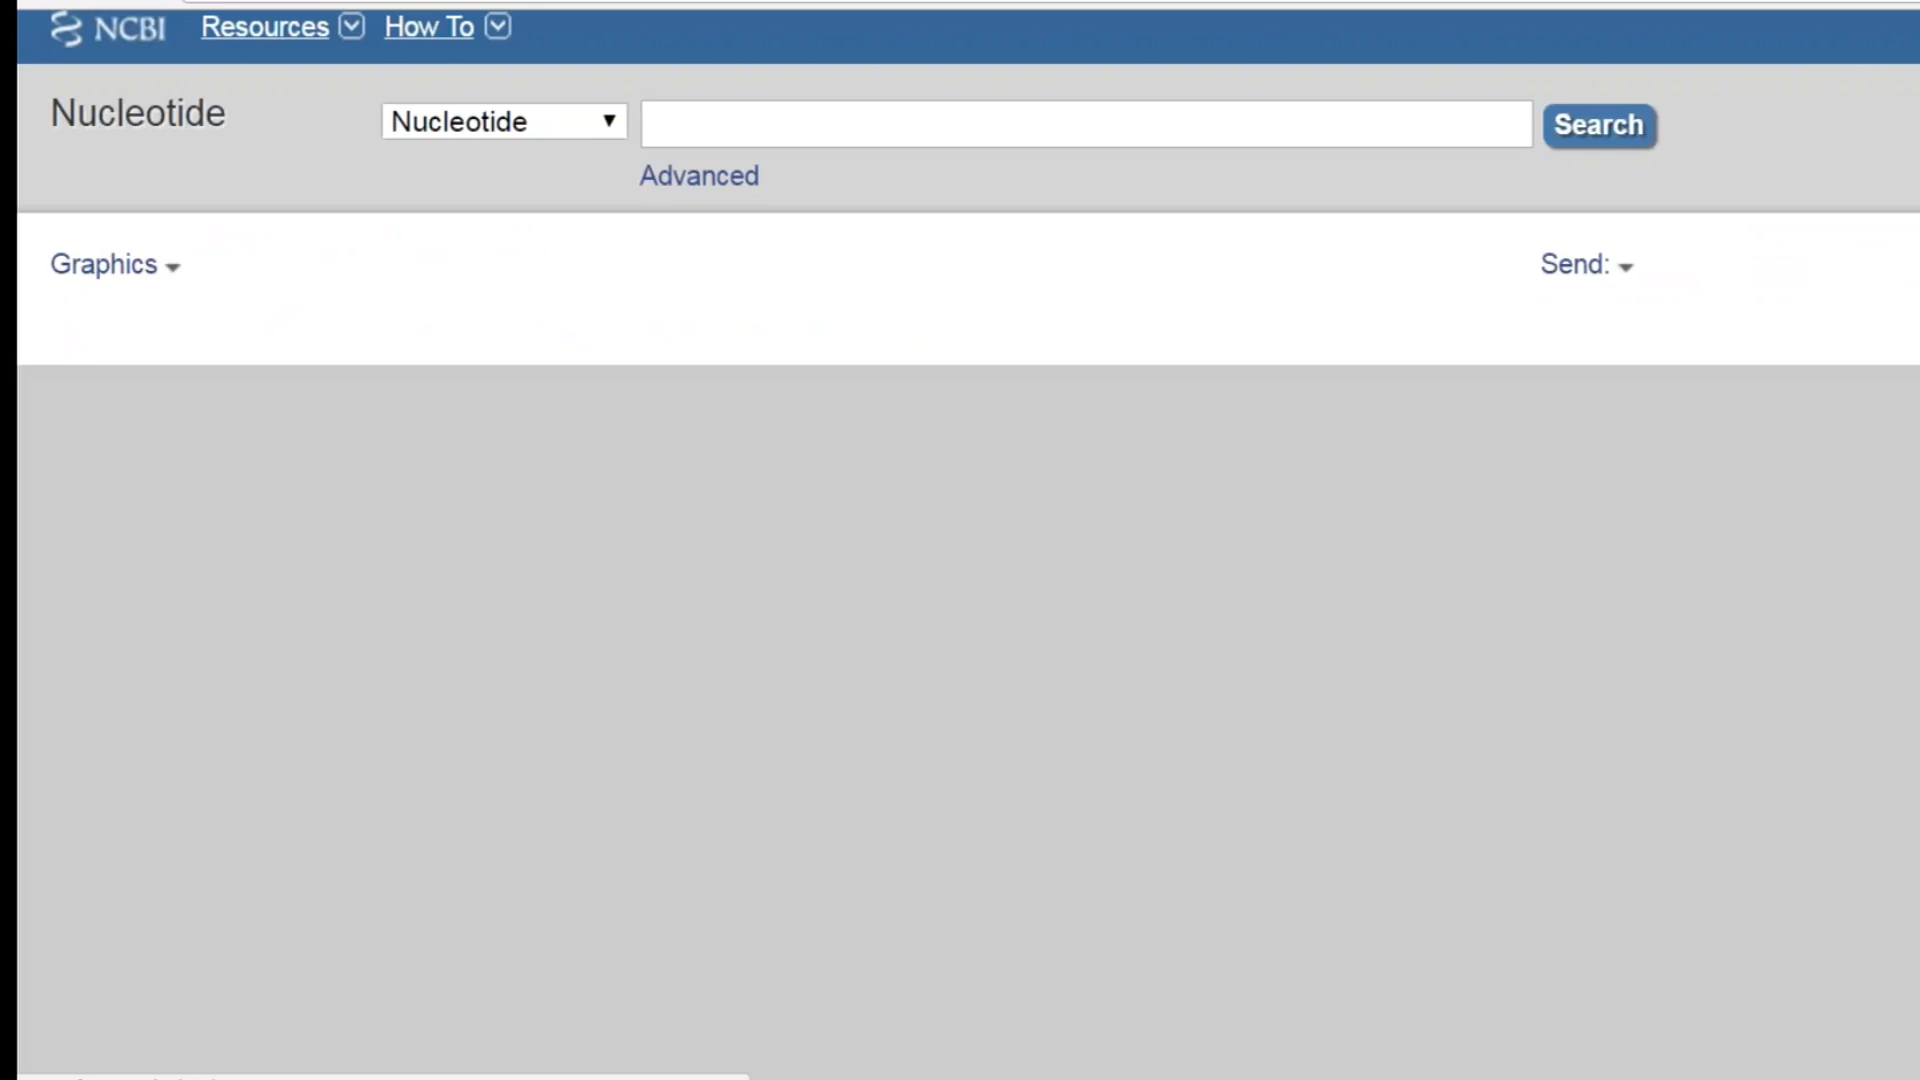 NCBI Resources How To
Nucleotide
Nucleotide
Search
Advanced
Graphics
Send: